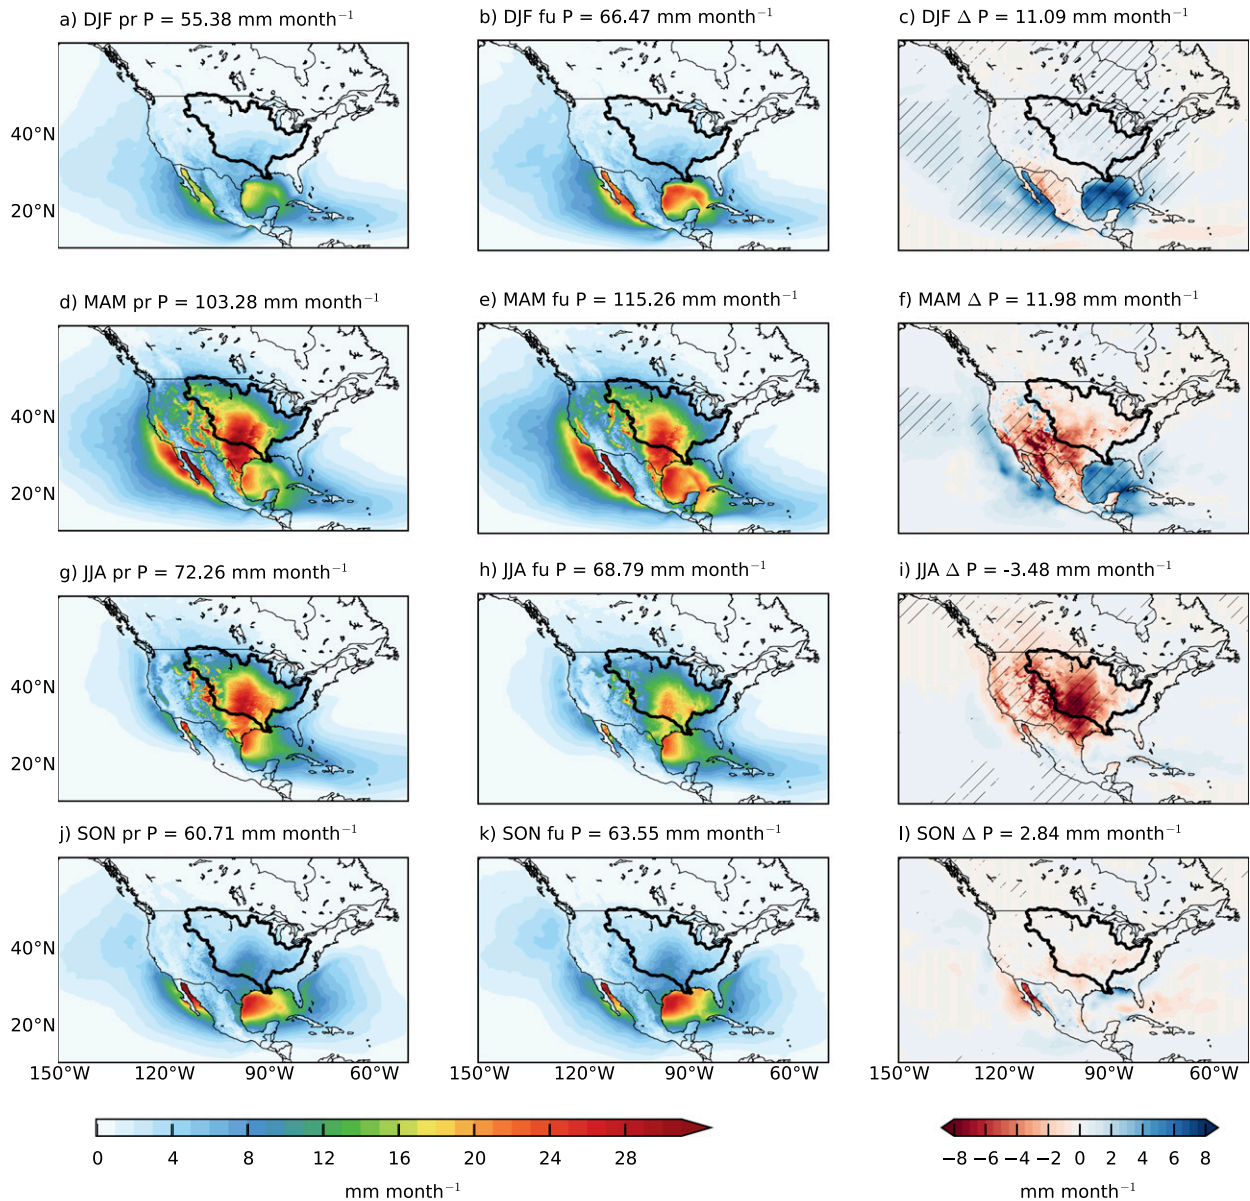 a) DJF pr P = 55.38 mm month⁻¹
b) DJF fu P = 66.47 mm month⁻¹
c) DJF Δ P = 11.09 mm month⁻¹
40°N
20°N
d) MAM pr P = 103.28 mm month⁻¹
e) MAM fu P = 115.26 mm month⁻¹
f) MAM Δ P = 11.98 mm month⁻¹
40°N
20°N
g) JJA pr P = 72.26 mm month⁻¹
h) JJA fu P = 68.79 mm month⁻¹
i) JJA Δ P = -3.48 mm month⁻¹
40°N
20°N
j) SON pr P = 60.71 mm month⁻¹
k) SON fu P = 63.55 mm month⁻¹
l) SON Δ P = 2.84 mm month⁻¹
40°N
20°N
150°W 120°W 90°W 60°W
150°W 120°W 90°W 60°W
150°W 120°W 90°W 60°W
0 4 8 12 16 20 24 28
mm month⁻¹
−8 −6 −4 −2 0 2 4 6 8
mm month⁻¹